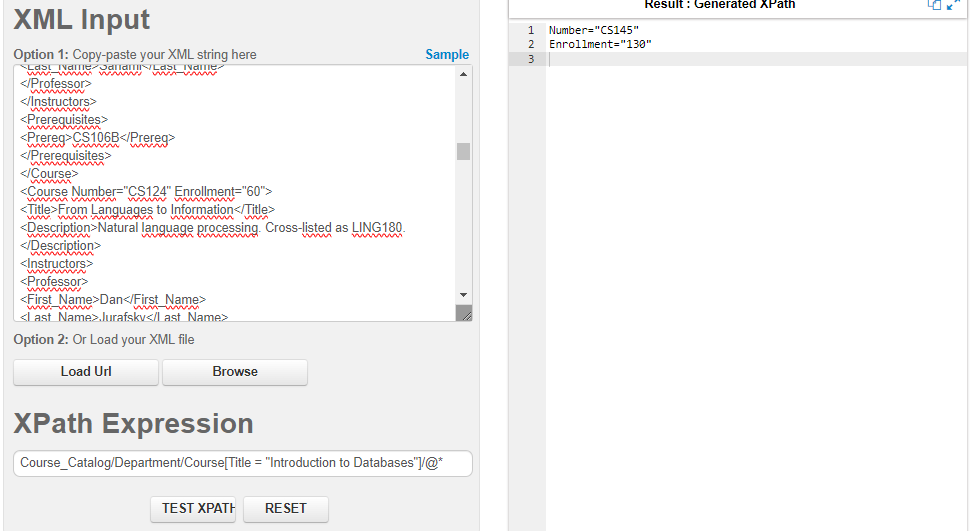 XML Input
Option 1: Copy-paste your XML string here
Sample
<Last_Name>Sahami</Last_Name>
</Professor>
</Instructors>
<Prerequisites>
<Prereq>CS106B</Prereq>
</Prerequisites>
</Course>
<Course Number="CS124" Enrollment="60">
<Title>From Languages to Information</Title>
<Description>Natural language processing. Cross-listed as LING180.
</Description>
<Instructors>
<Professor>
<First_Name>Dan</First_Name>
<Last_Name>Jurafsky</Last_Name>
Option 2: Or Load your XML file
Load Url
Browse
XPath Expression
Course_Catalog/Department/Course[Title = "Introduction to Databases"]/@*
TEST XPATH
RESET
Result : Generated XPath
1 Number="CS145"
2 Enrollment="130"
3